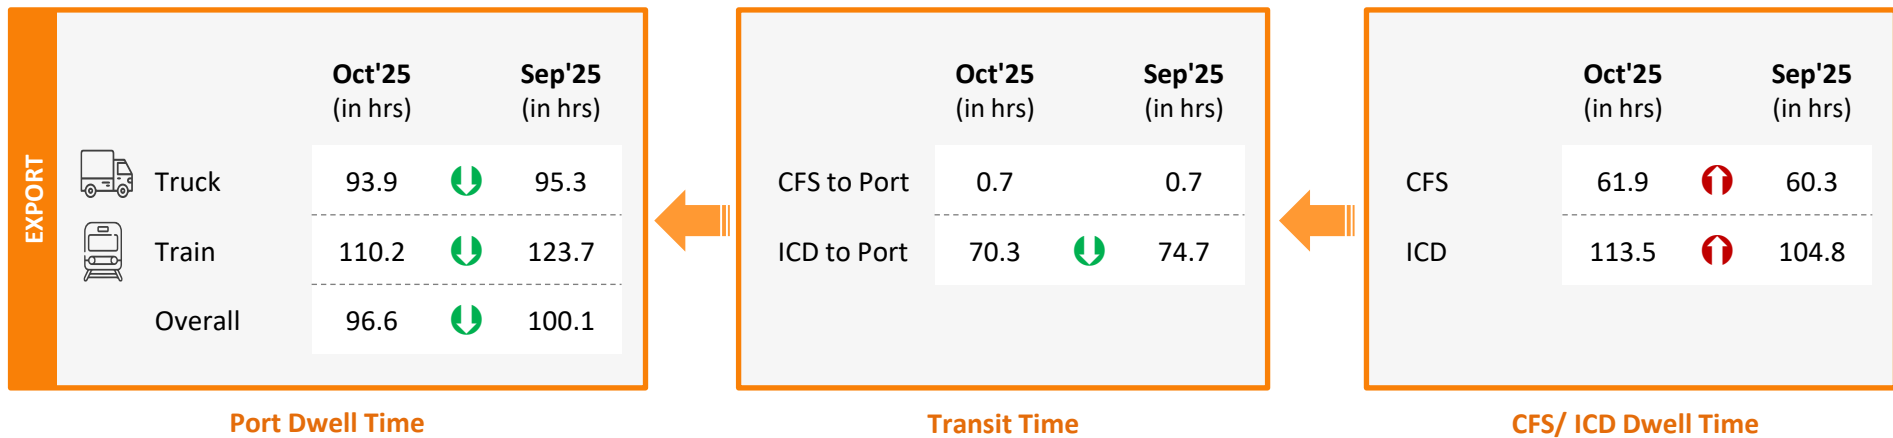 EXPORT
Oct'25 Sep'25
(in hrs) (in hrs)
Truck 93.9 95.3
Train 110.2 123.7
Overall 96.6 100.1
Port Dwell Time
Oct'25 Sep'25
(in hrs) (in hrs)
CFS to Port 0.7 0.7
ICD to Port 70.3 74.7
Transit Time
Oct'25 Sep'25
(in hrs) (in hrs)
CFS 61.9 60.3
ICD 113.5 104.8
CFS/ ICD Dwell Time